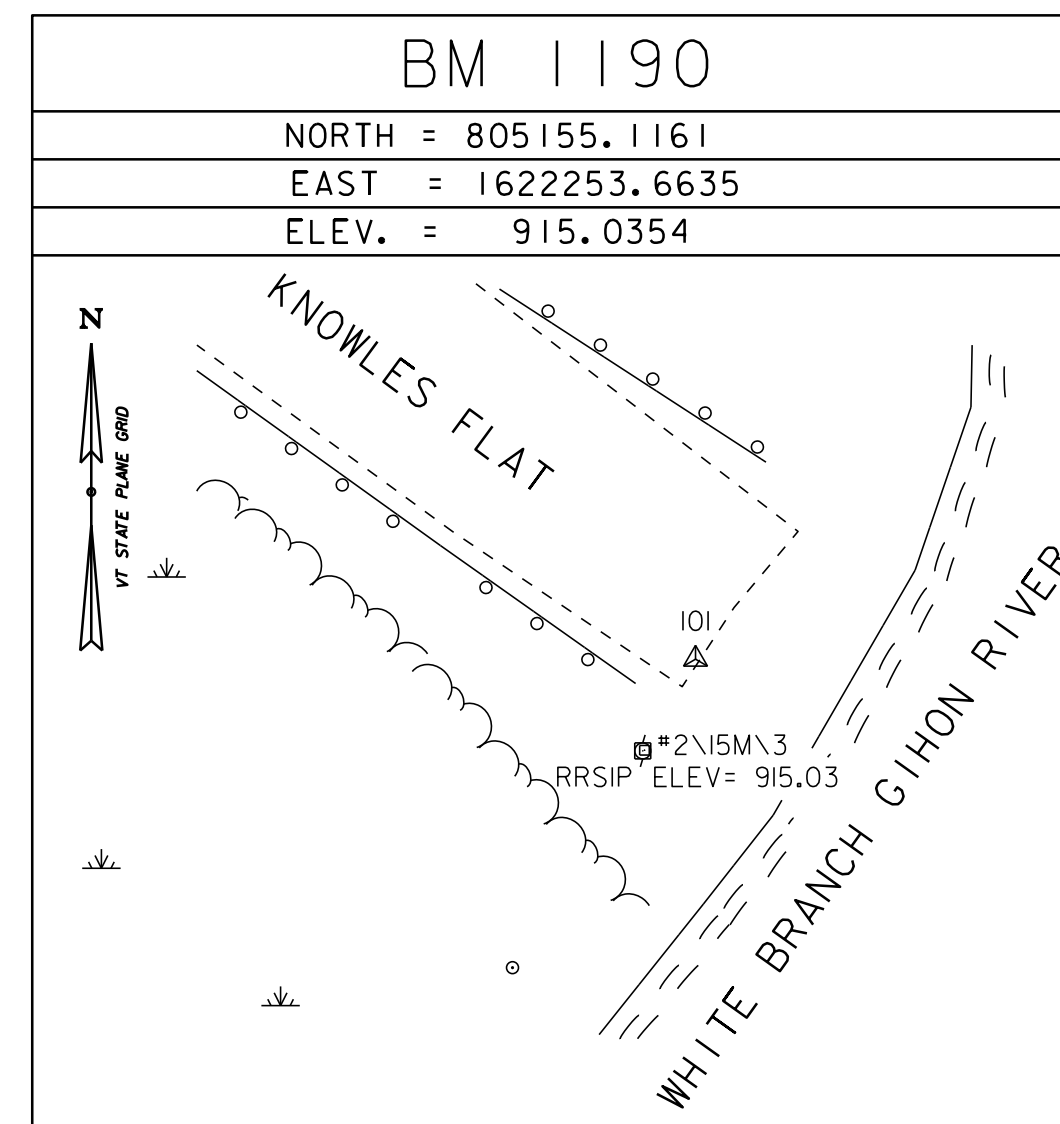 BM 1190
NORTH = 805155.1161
EAST = 1622253.6635
ELEV. = 915.0354
KNOWLES FLAT
N
VT STATE PLANE GRID
101
#2\15M\3
RRSIP ELEV= 915.03
WHITE BRANCH GIHON RIVER